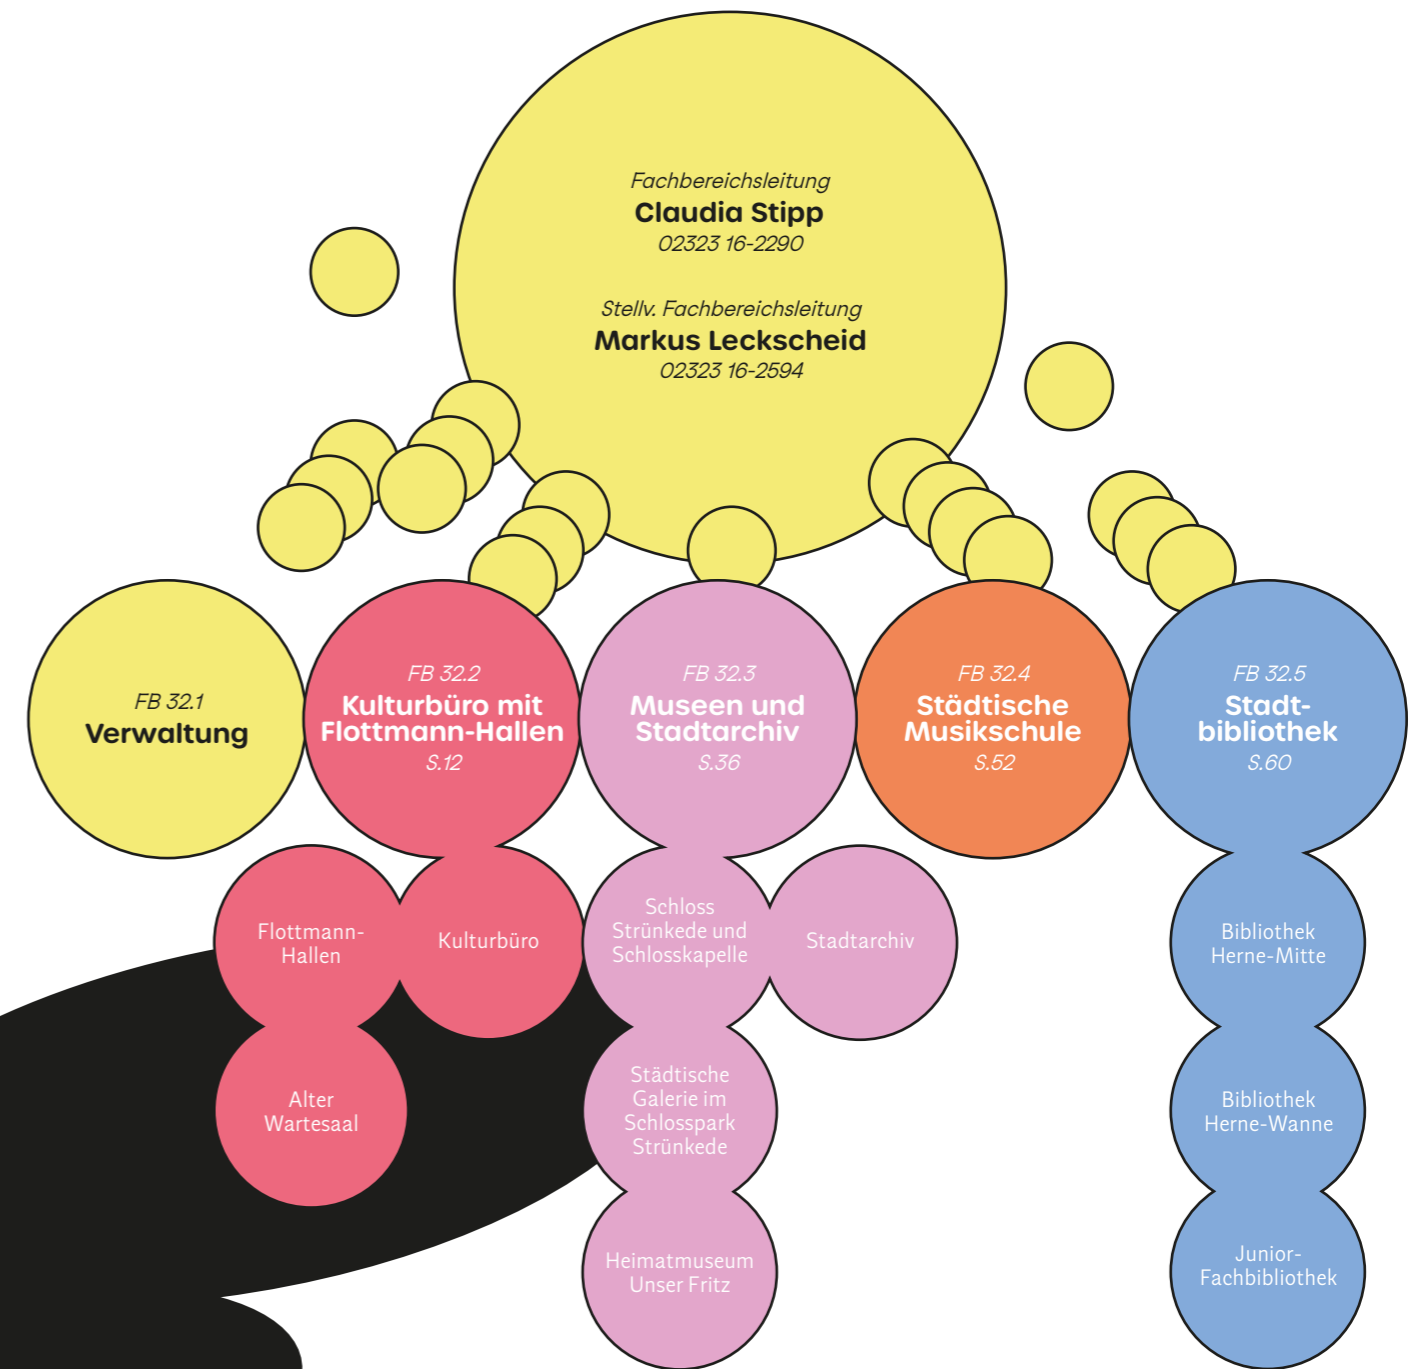 Fachbereichsleitung
Claudia Stipp
02323 16-2290
Stellv. Fachbereichsleitung
Markus Leckscheid
02323 16-2594
FB 32.1
Verwaltung
FB 32.2
Kulturbüro mit
Flottmann-Hallen
S.12
FB 32.3
Museen und
Stadtarchiv
S.36
FB 32.4
Städtische
Musikschule
S.52
FB 32.5
Stadt-
bibliothek
S.60
Flottmann-
Hallen
Kulturbüro
Schloss
Strünkede und
Schlosskapelle
Stadtarchiv
Bibliothek
Herne-Mitte
Alter
Wartesaal
Städtische
Galerie im
Schlosspark
Strünkede
Bibliothek
Herne-Wanne
Heimatmuseum
Unser Fritz
Junior-
Fachbibliothek